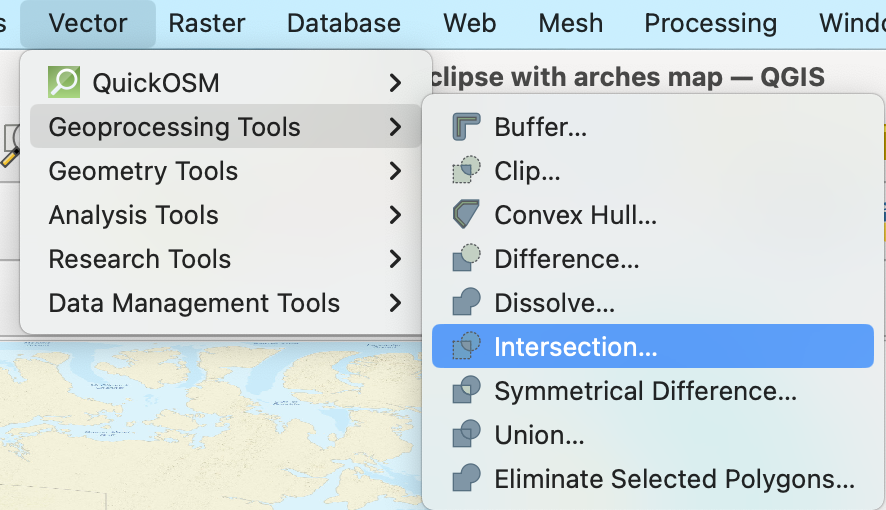 Vector Raster Database Web Mesh Processing
clipse with arches map — QGIS
QuickOSM
Geoprocessing Tools
Geometry Tools
Analysis Tools
Research Tools
Data Management Tools
Buffer...
Clip...
Convex Hull...
Difference...
Dissolve...
Intersection...
Symmetrical Difference...
Union...
Eliminate Selected Polygons...